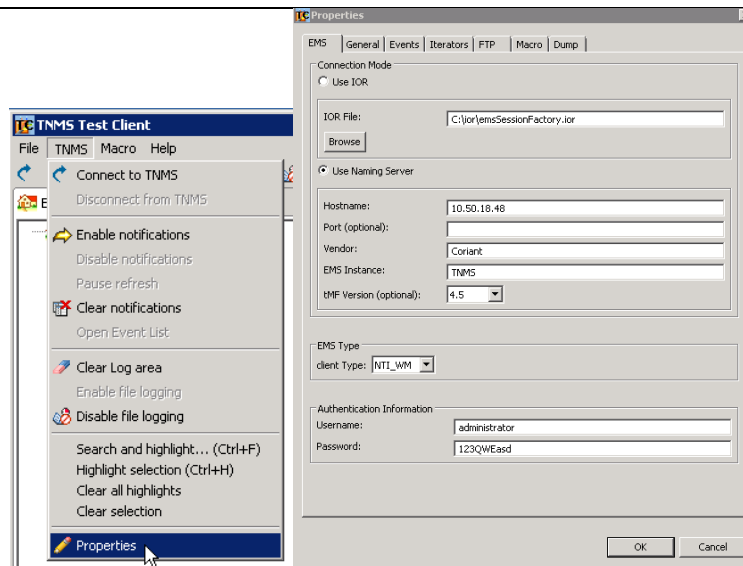 TNMS Test Client
File TNMS Macro Help
Connect to TNMS
Disconnect from TNMS
Enable notifications
Disable notifications
Pause refresh
Clear notifications
Open Event List
Clear Log area
Enable file logging
Disable file logging
Search and highlight... (Ctrl+F)
Highlight selection (Ctrl+H)
Clear all highlights
Clear selection
Properties
Properties
EMS General Events Iterators FTP Macro Dump
Connection Mode
Use IOR
IOR File: C:\ior\emsSessionFactory.ior
Browse
Use Naming Server
Hostname: 10.50.18.48
Port (optional):
Vendor: Coriant
EMS Instance: TNMS
tMF Version (optional): 4.5
EMS Type
client Type: NTI_WM
Authentication Information
Username: administrator
Password: 123QWEasd
OK Cancel